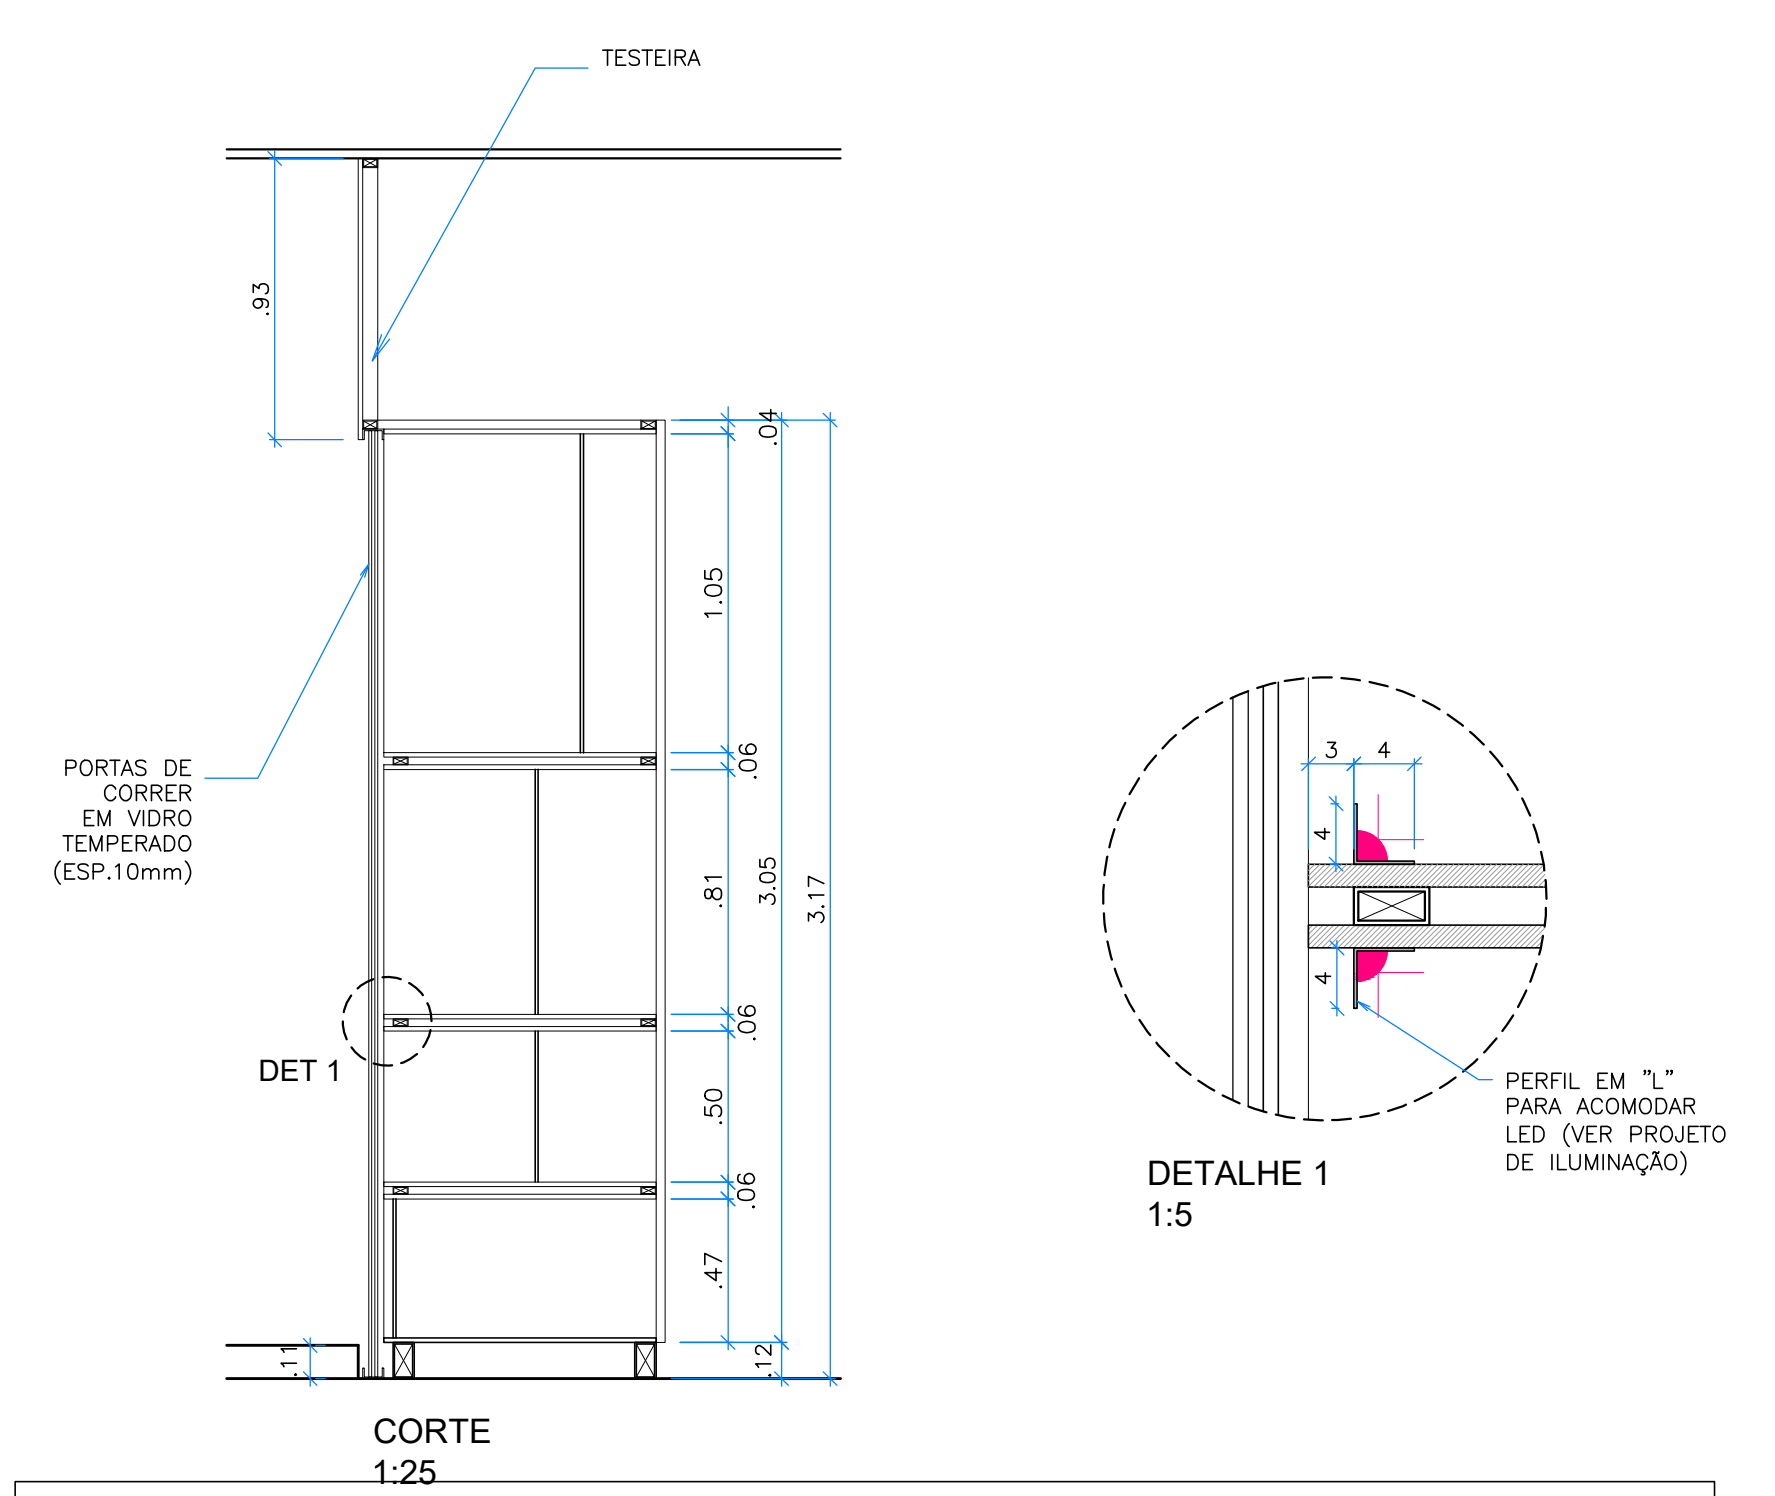 TESTEIRA
.93
.04
1.05
.06
PORTAS DE
CORRER
EM VIDRO
TEMPERADO
(ESP.10mm)
.81
3.05
3.17
.06
DET 1
.50
.06
.47
.11
.12
CORTE
1:25
3
4
4
4
PERFIL EM "L"
PARA ACOMODAR
LED (VER PROJETO
DE ILUMINAÇÃO)
DETALHE 1
1:5